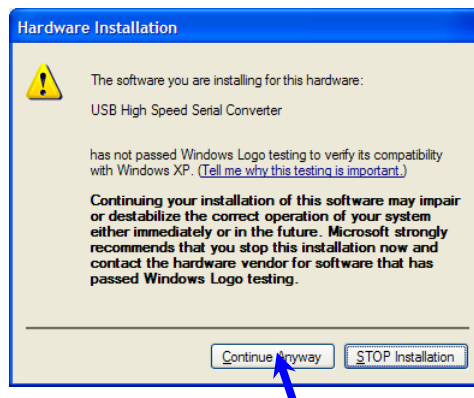 Hardware Installation
The software you are installing for this hardware:
USB High Speed Serial Converter
has not passed Windows Logo testing to verify its compatibility
with Windows XP. (Tell me why this testing is important.)
Continuing your installation of this software may impair
or destabilize the correct operation of your system
either immediately or in the future. Microsoft strongly
recommends that you stop this installation now and
contact the hardware vendor for software that has
passed Windows Logo testing.
Continue Anyway STOP Installation